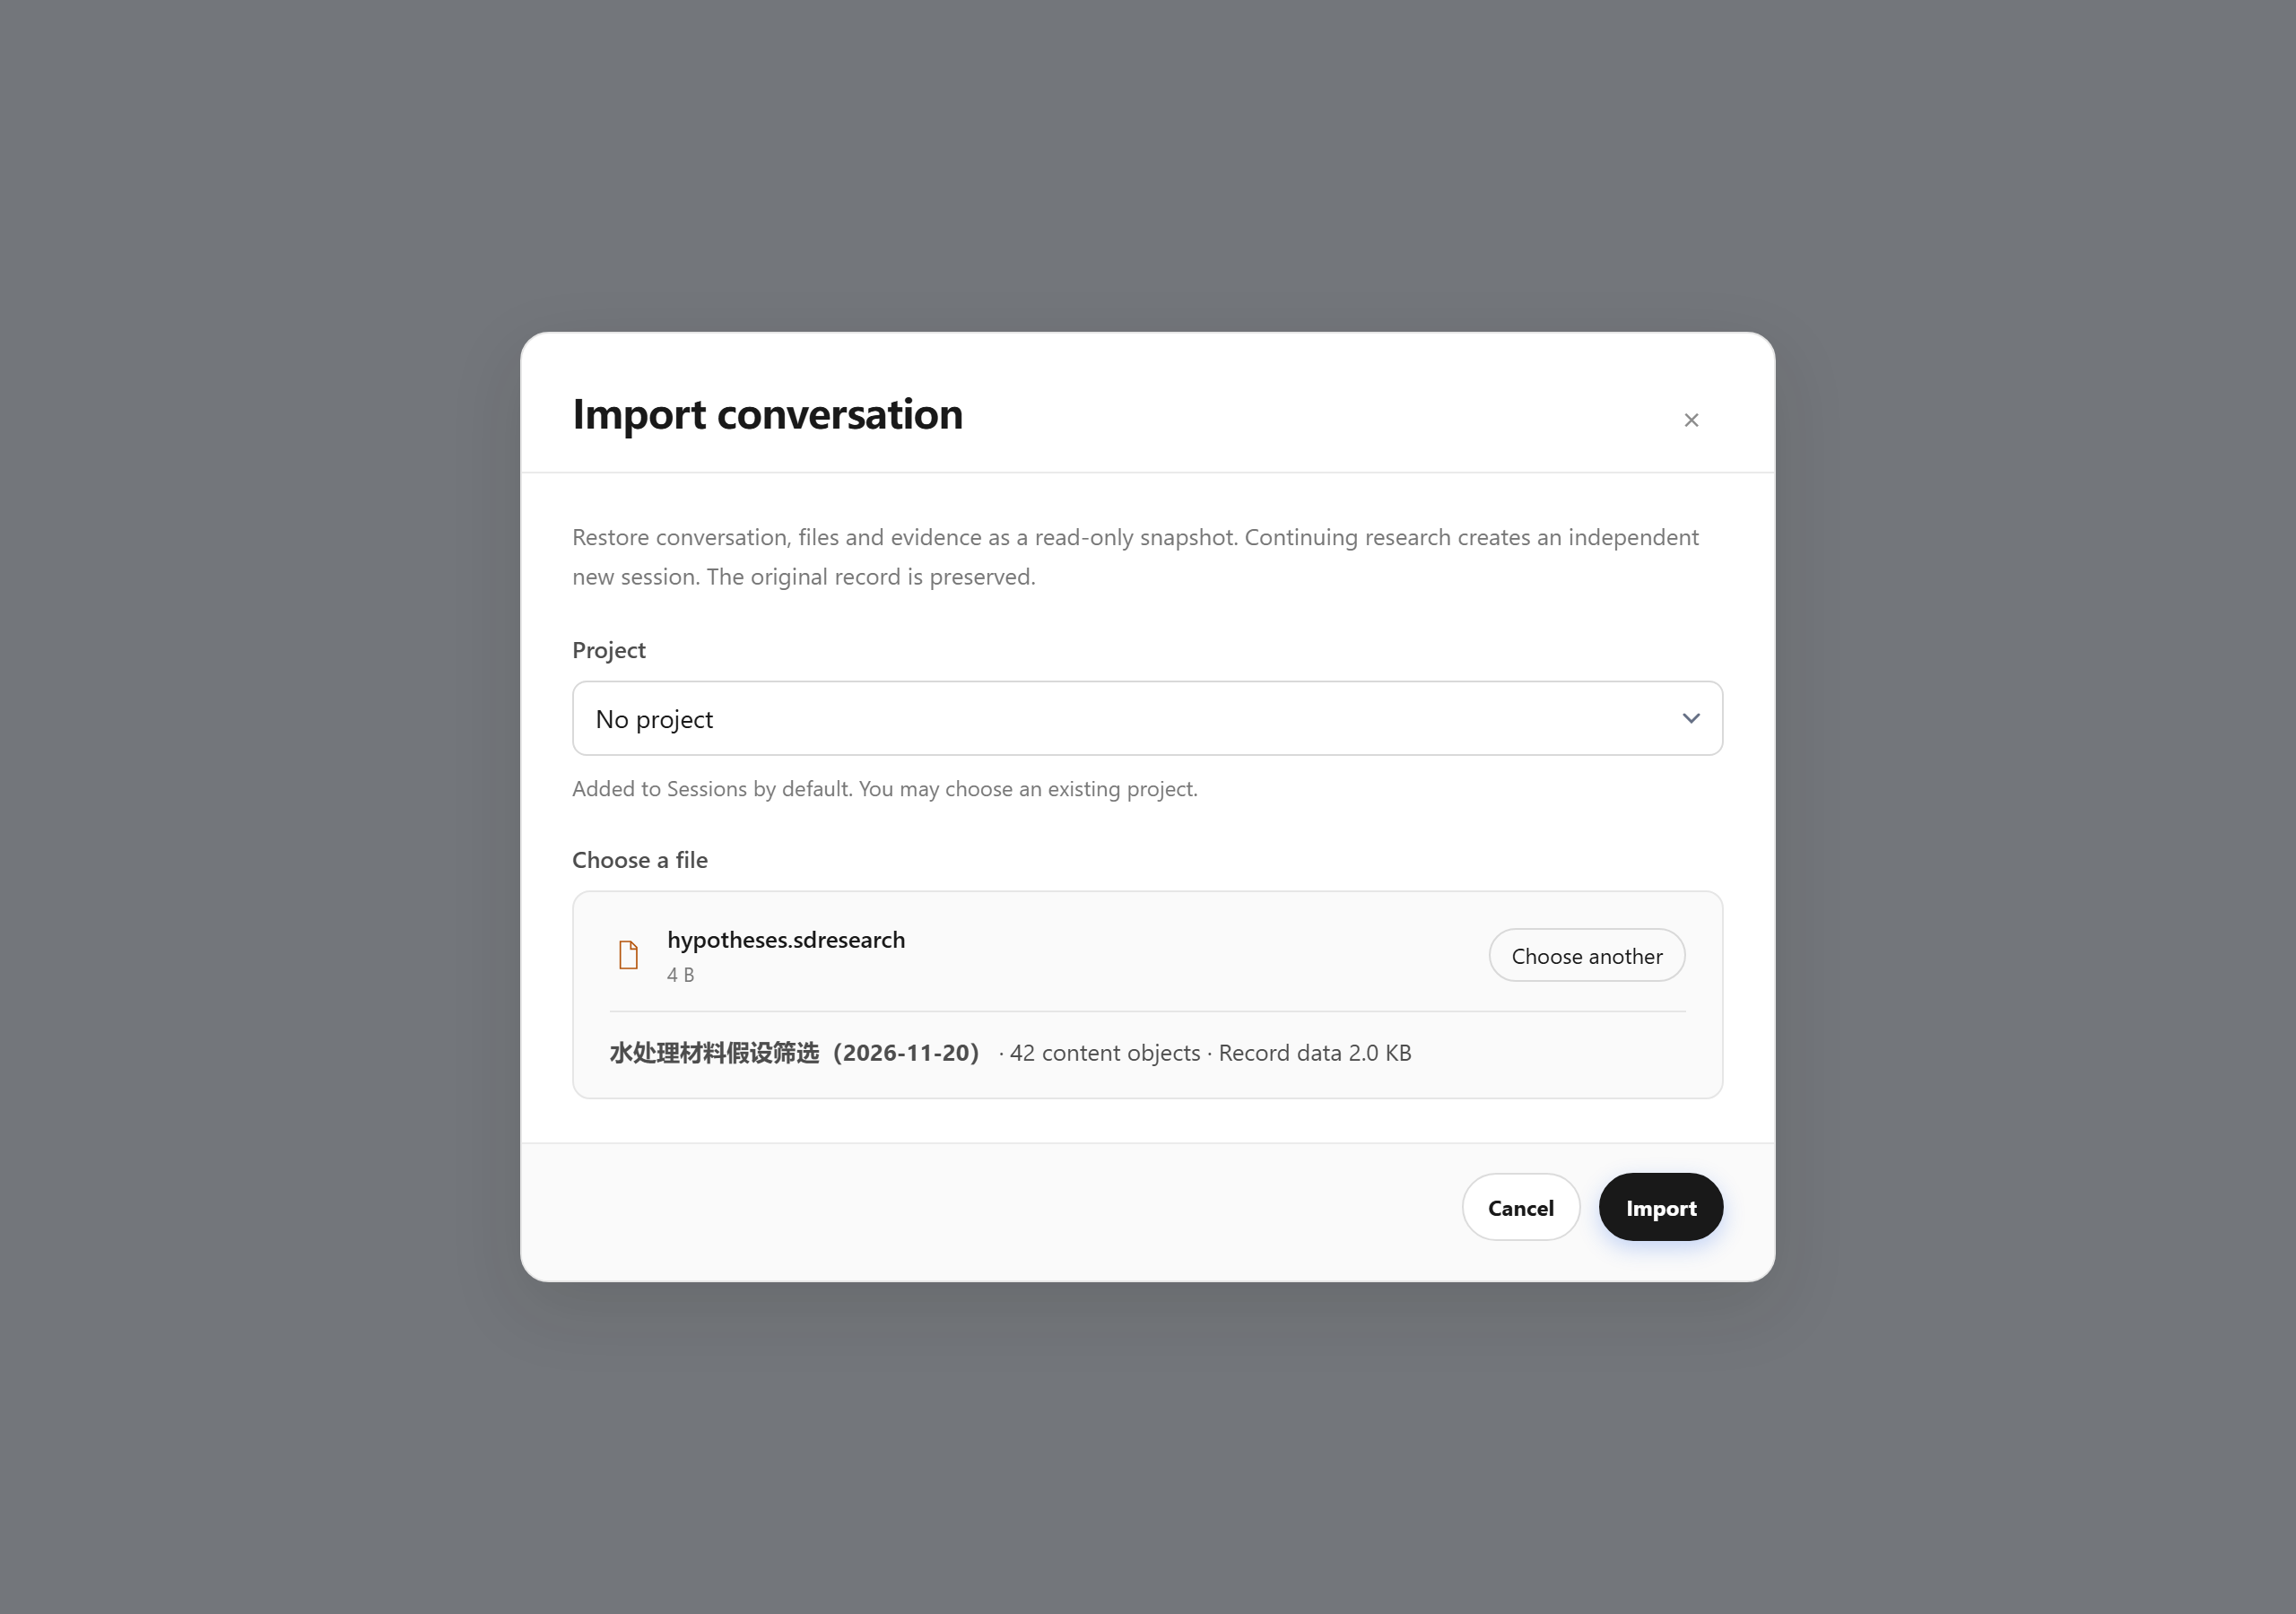 Import conversation
×
Restore conversation, files and evidence as a read-only snapshot. Continuing research creates an independent
new session. The original record is preserved.
Project
No project
Added to Sessions by default. You may choose an existing project.
Choose a file
hypotheses.sdresearch
4 B
Choose another
水处理材料假设筛选（2026-11-20） · 42 content objects · Record data 2.0 KB
Cancel
Import